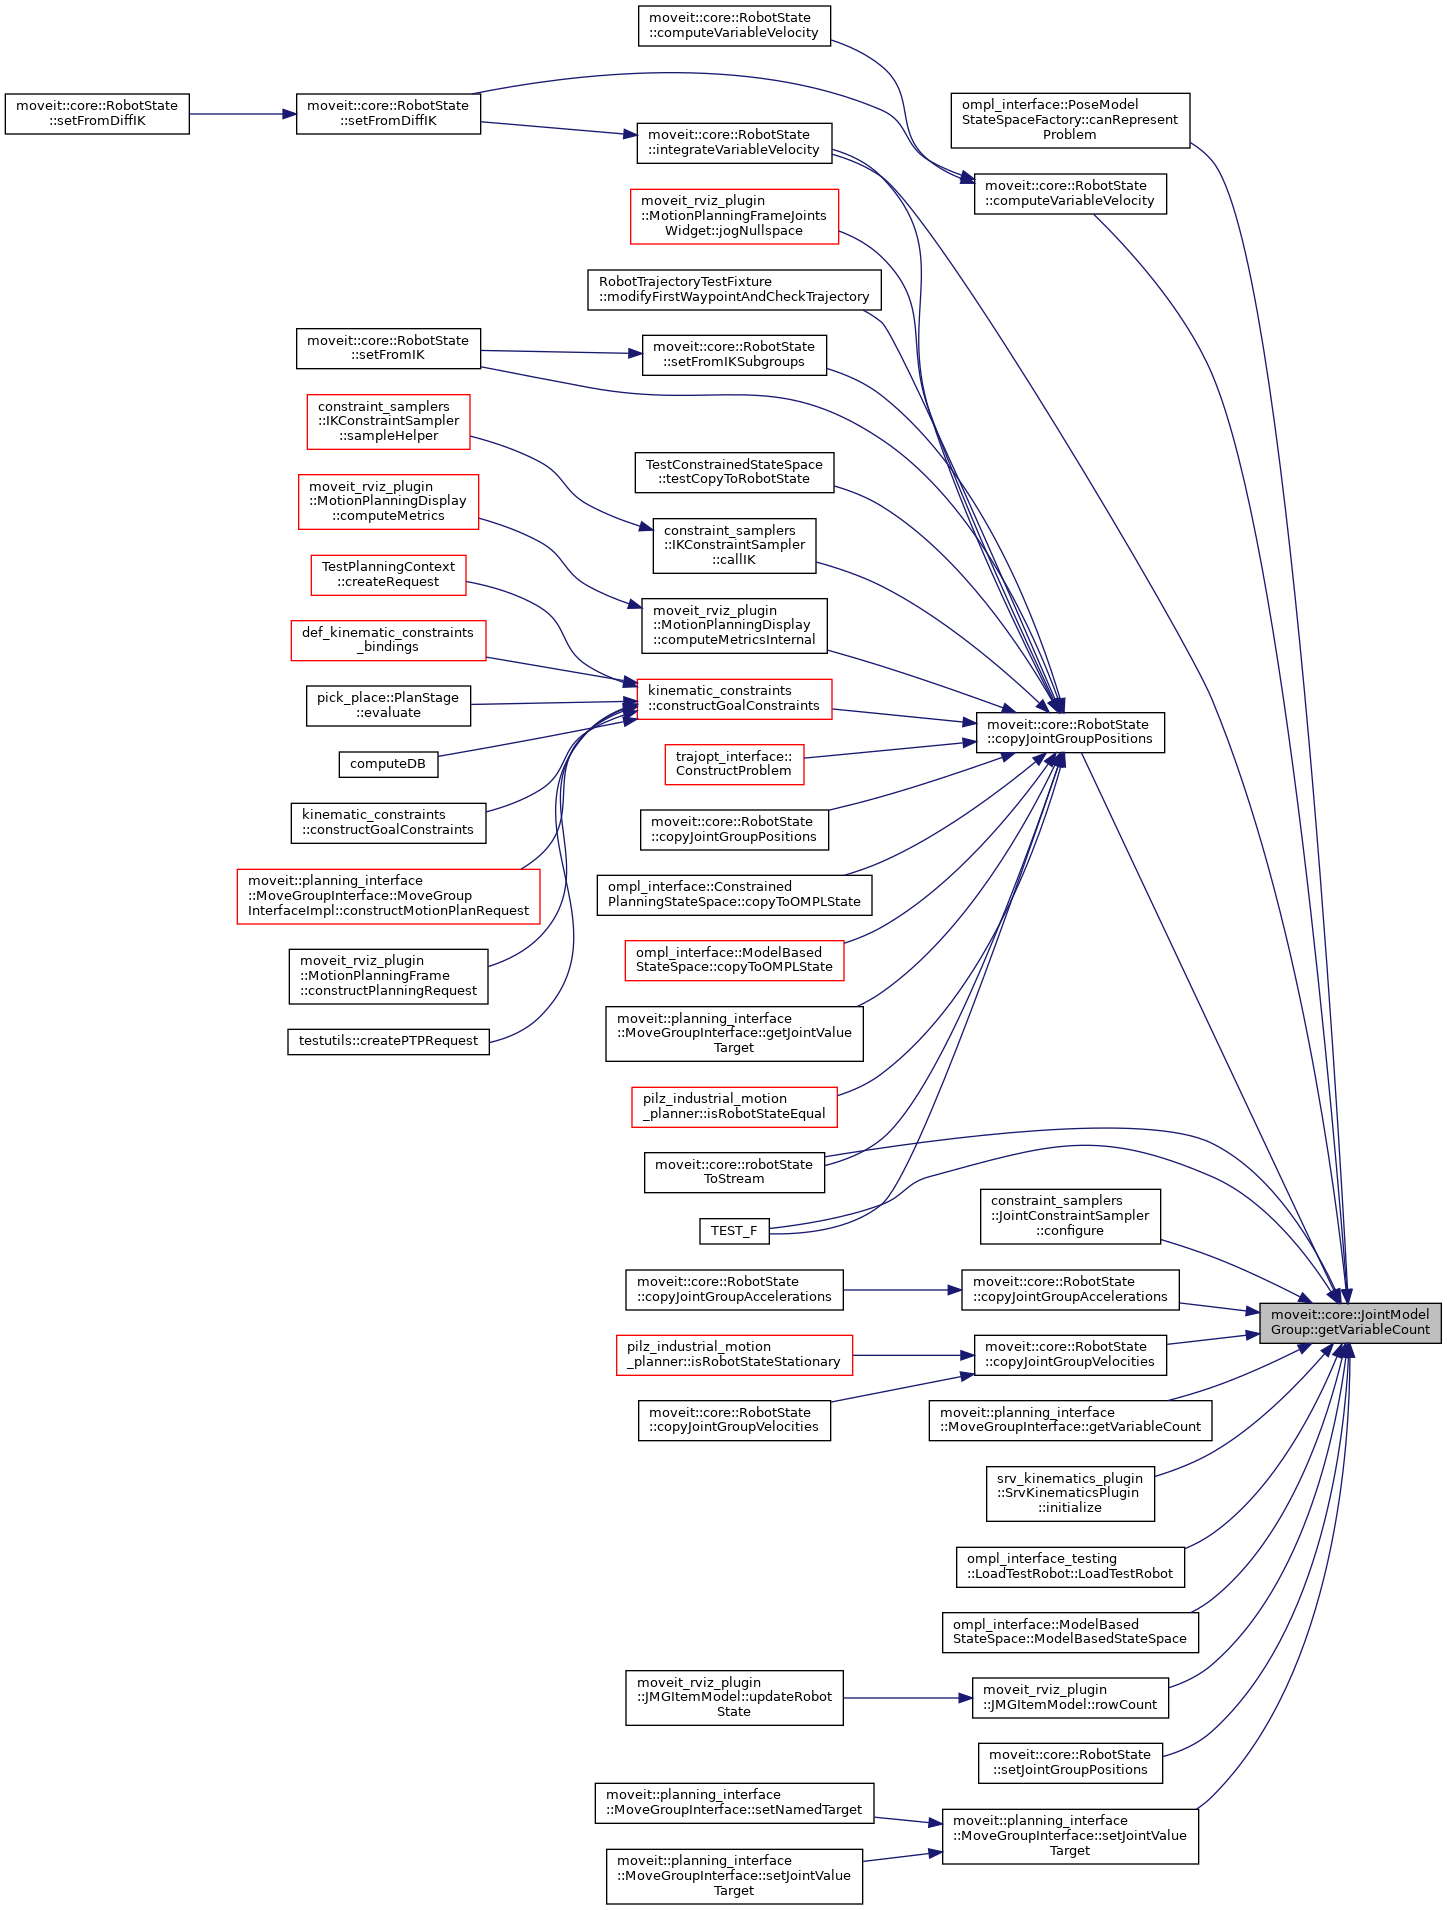 moveit::core::RobotState
::computeVariableVelocity
moveit::core::RobotState
::setFromDiffIK
moveit::core::RobotState
::setFromDiffIK
moveit::core::RobotState
::integrateVariableVelocity
ompl_interface::PoseModel
StateSpaceFactory::canRepresent
Problem
moveit::core::RobotState
::computeVariableVelocity
moveit_rviz_plugin
::MotionPlanningFrameJoints
Widget::jogNullspace
RobotTrajectoryTestFixture
::modifyFirstWaypointAndCheckTrajectory
moveit::core::RobotState
::setFromIK
moveit::core::RobotState
::setFromIKSubgroups
constraint_samplers
::IKConstraintSampler
::sampleHelper
TestConstrainedStateSpace
::testCopyToRobotState
moveit_rviz_plugin
::MotionPlanningDisplay
::computeMetrics
constraint_samplers
::IKConstraintSampler
::callIK
TestPlanningContext
::createRequest
moveit_rviz_plugin
::MotionPlanningDisplay
::computeMetricsInternal
def_kinematic_constraints
_bindings
pick_place::PlanStage
::evaluate
kinematic_constraints
::constructGoalConstraints
moveit::core::RobotState
::copyJointGroupPositions
computeDB
trajopt_interface::
ConstructProblem
kinematic_constraints
::constructGoalConstraints
moveit::core::RobotState
::copyJointGroupPositions
moveit::planning_interface
::MoveGroupInterface::MoveGroup
InterfaceImpl::constructMotionPlanRequest
ompl_interface::Constrained
PlanningStateSpace::copyToOMPLState
moveit_rviz_plugin
::MotionPlanningFrame
::constructPlanningRequest
ompl_interface::ModelBased
StateSpace::copyToOMPLState
testutils::createPTPRequest
moveit::planning_interface
::MoveGroupInterface::getJointValue
Target
pilz_industrial_motion
_planner::isRobotStateEqual
moveit::core::robotState
ToStream
TEST_F
constraint_samplers
::JointConstraintSampler
::configure
moveit::core::RobotState
::copyJointGroupAccelerations
moveit::core::RobotState
::copyJointGroupAccelerations
moveit::core::JointModel
Group::getVariableCount
pilz_industrial_motion
_planner::isRobotStateStationary
moveit::core::RobotState
::copyJointGroupVelocities
moveit::core::RobotState
::copyJointGroupVelocities
moveit::planning_interface
::MoveGroupInterface::getVariableCount
srv_kinematics_plugin
::SrvKinematicsPlugin
::initialize
ompl_interface_testing
::LoadTestRobot::LoadTestRobot
ompl_interface::ModelBased
StateSpace::ModelBasedStateSpace
moveit_rviz_plugin
::JMGItemModel::updateRobot
State
moveit_rviz_plugin
::JMGItemModel::rowCount
moveit::core::RobotState
::setJointGroupPositions
moveit::planning_interface
::MoveGroupInterface::setNamedTarget
moveit::planning_interface
::MoveGroupInterface::setJointValue
Target
moveit::planning_interface
::MoveGroupInterface::setJointValue
Target